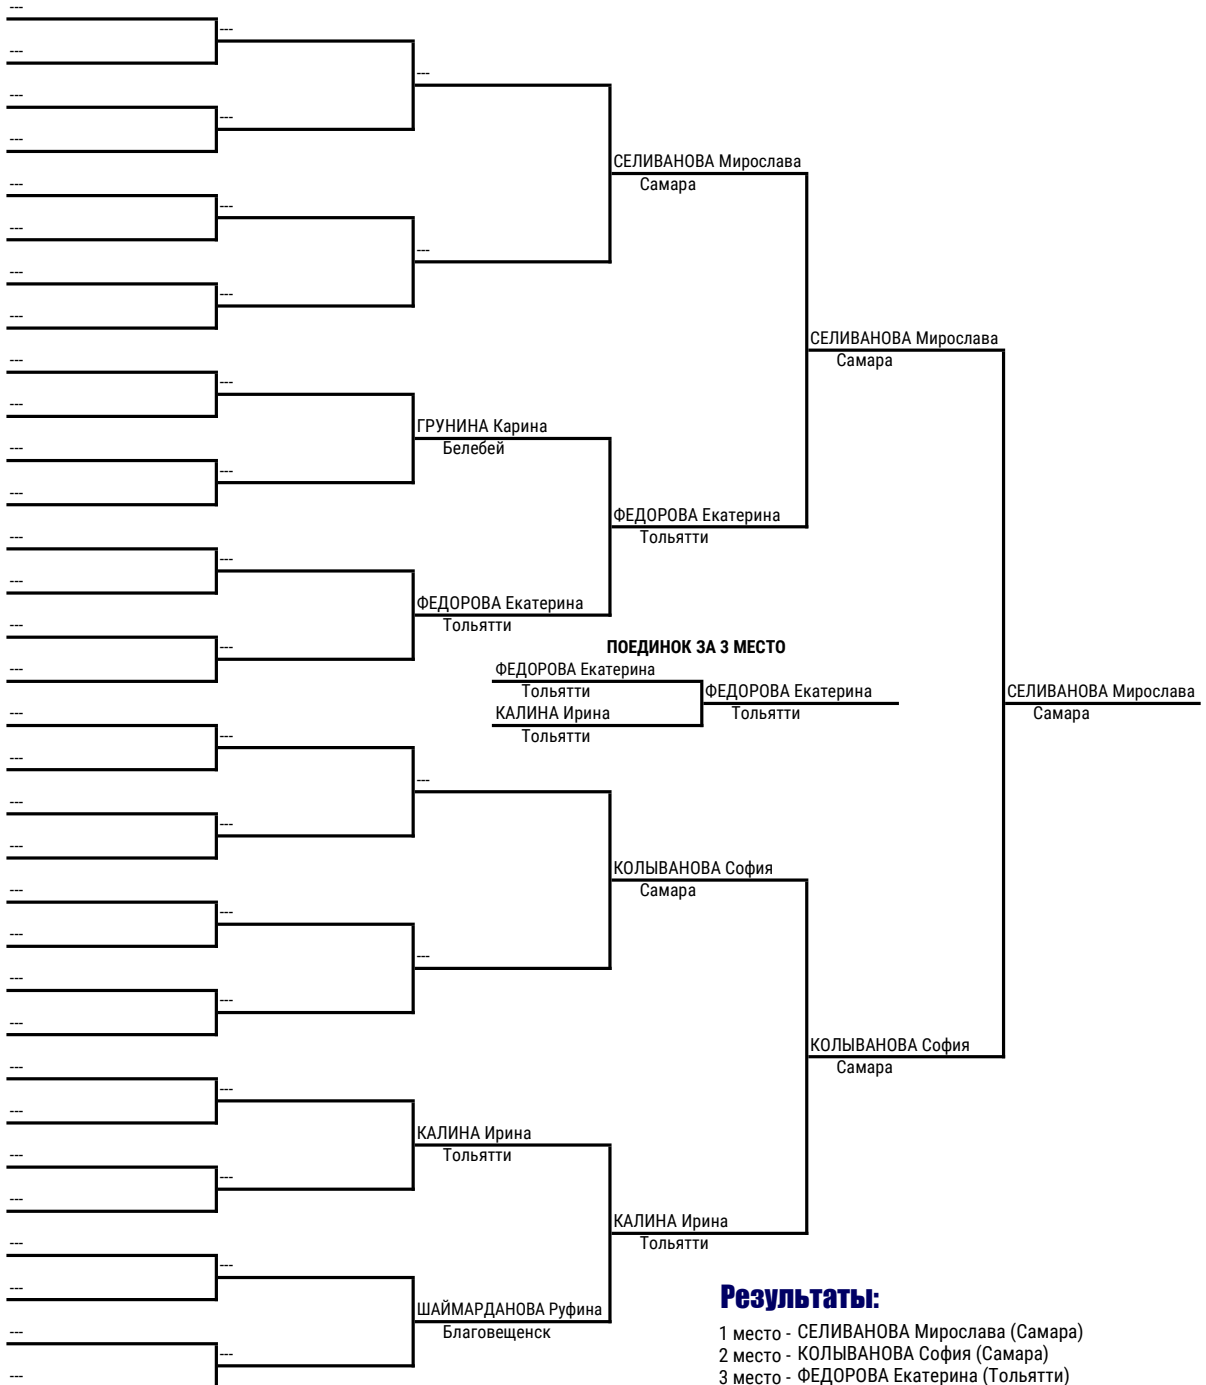 ---
---
---
---
---
---
---
СЕЛИВАНОВА Мирослава
Самара
---
---
---
---
---
---
---
СЕЛИВАНОВА Мирослава
Самара
---
---
---
ГРУНИНА Карина
Белебей
---
---
---
ФЕДОРОВА Екатерина
Тольятти
---
---
---
ФЕДОРОВА Екатерина
Тольятти
---
---
---
ПОЕДИНОК ЗА 3 МЕСТО
ФЕДОРОВА Екатерина
Тольятти
КАЛИНА Ирина
Тольятти
ФЕДОРОВА Екатерина
Тольятти
СЕЛИВАНОВА Мирослава
Самара
---
---
---
---
---
---
---
КОЛЫВАНОВА София
Самара
---
---
---
---
---
---
---
КОЛЫВАНОВА София
Самара
---
---
---
КАЛИНА Ирина
Тольятти
---
---
---
КАЛИНА Ирина
Тольятти
---
---
---
ШАЙМАРДАНОВА Руфина
Благовещенск
---
---
---
Результаты:
1 место - СЕЛИВАНОВА Мирослава (Самара)
2 место - КОЛЫВАНОВА София (Самара)
3 место - ФЕДОРОВА Екатерина (Тольятти)